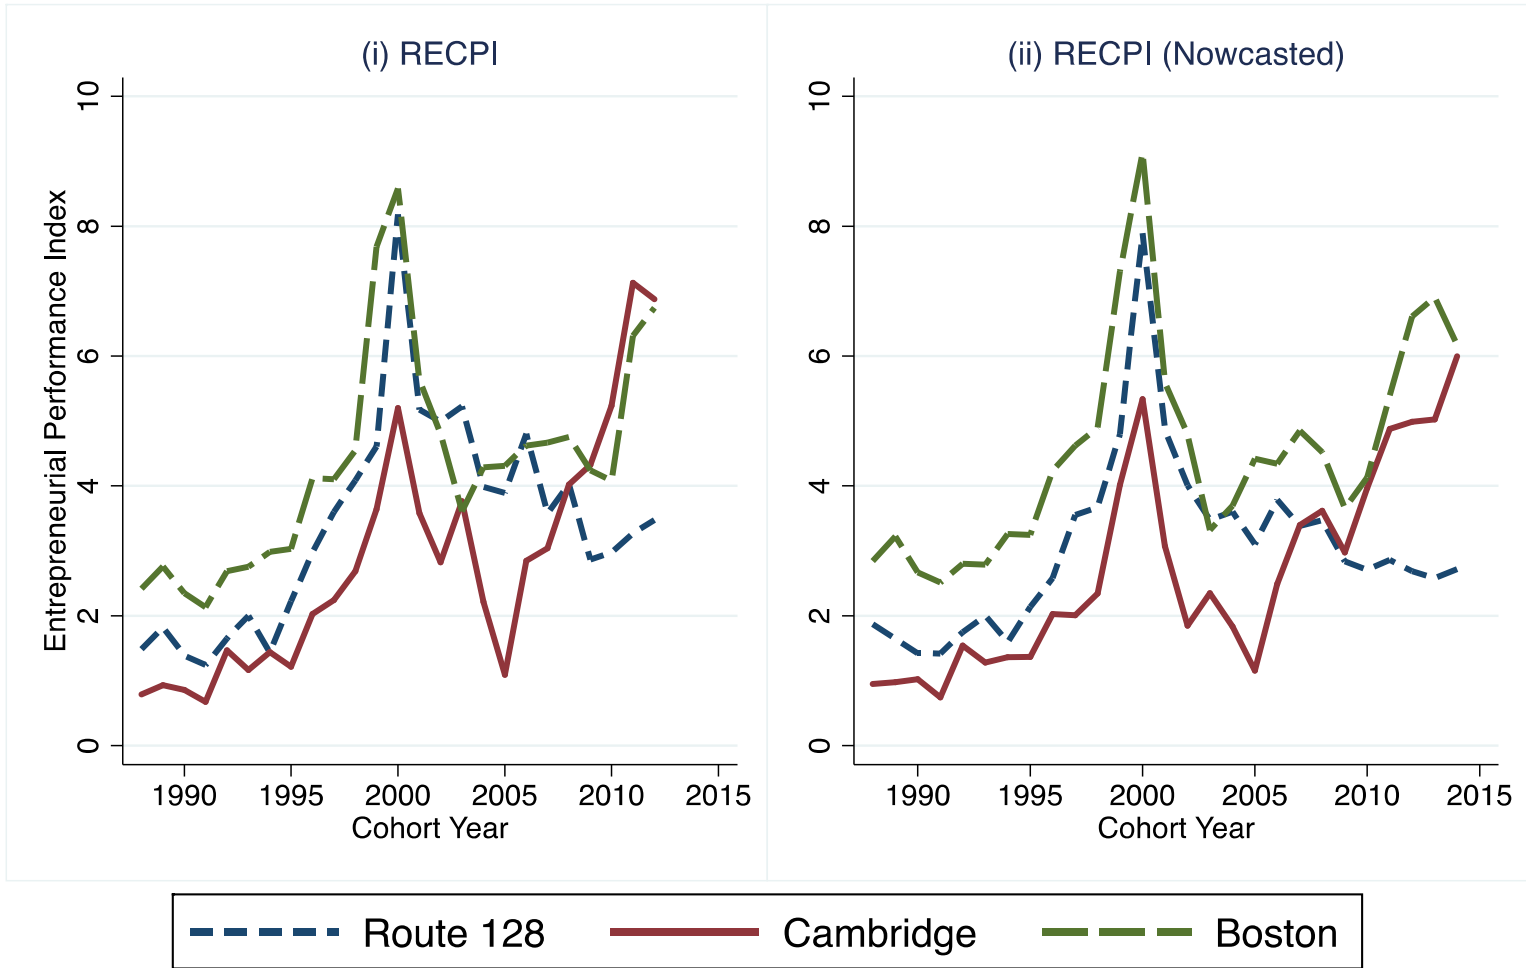 (i) RECPI
Entrepreneurial Performance Index
10
8
6
4
2
0
1990 1995 2000 2005 2010 2015
Cohort Year
(ii) RECPI (Nowcasted)
10
8
6
4
2
0
1990 1995 2000 2005 2010 2015
Cohort Year
Route 128 Cambridge Boston